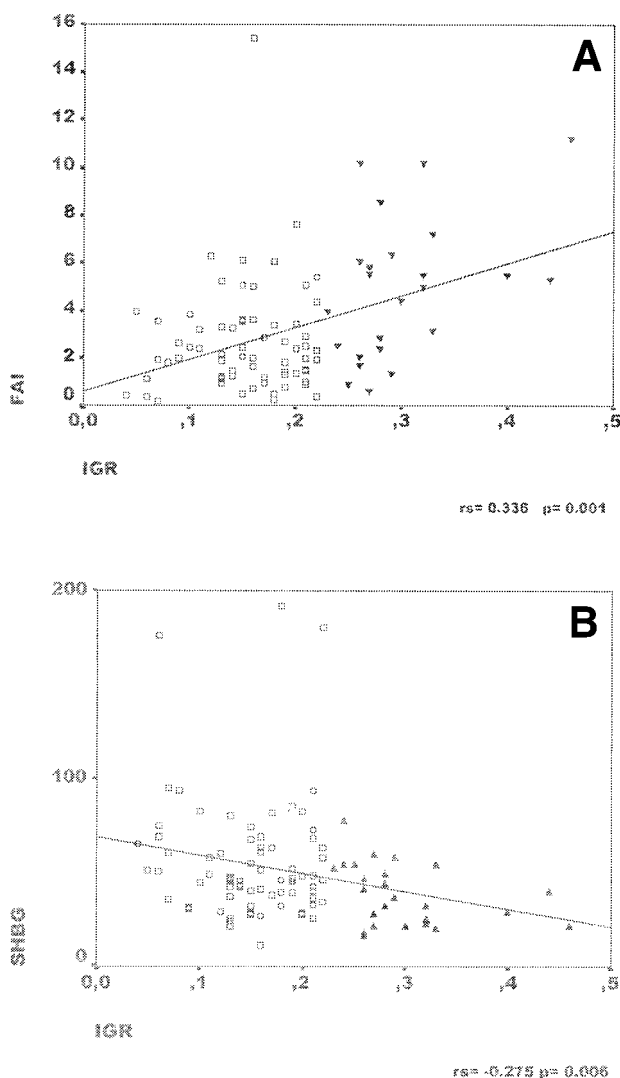 A
16
14
12
10
8
6
4
2
0
FAI
0,0 ,1 ,2 ,3 ,4 ,5
IGR
rs= 0.336 p= 0.001
B
200
100
0
SHBG
0,0 ,1 ,2 ,3 ,4 ,5
IGR
rs= -0.275 p= 0.006